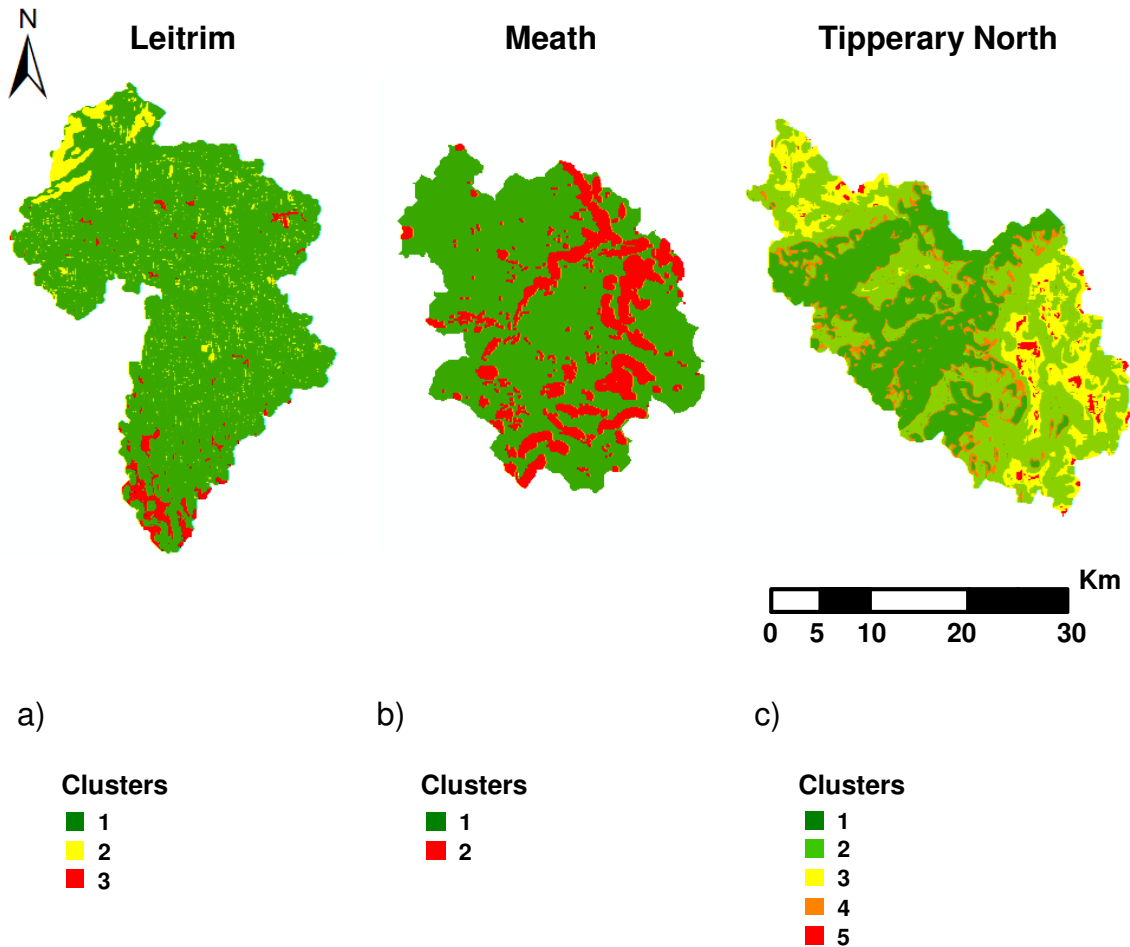 N
Leitrim
Meath
Tipperary North
Km
0 5 10 20 30
a)
b)
c)
Clusters
1
2
3
Clusters
1
2
Clusters
1
2
3
4
5